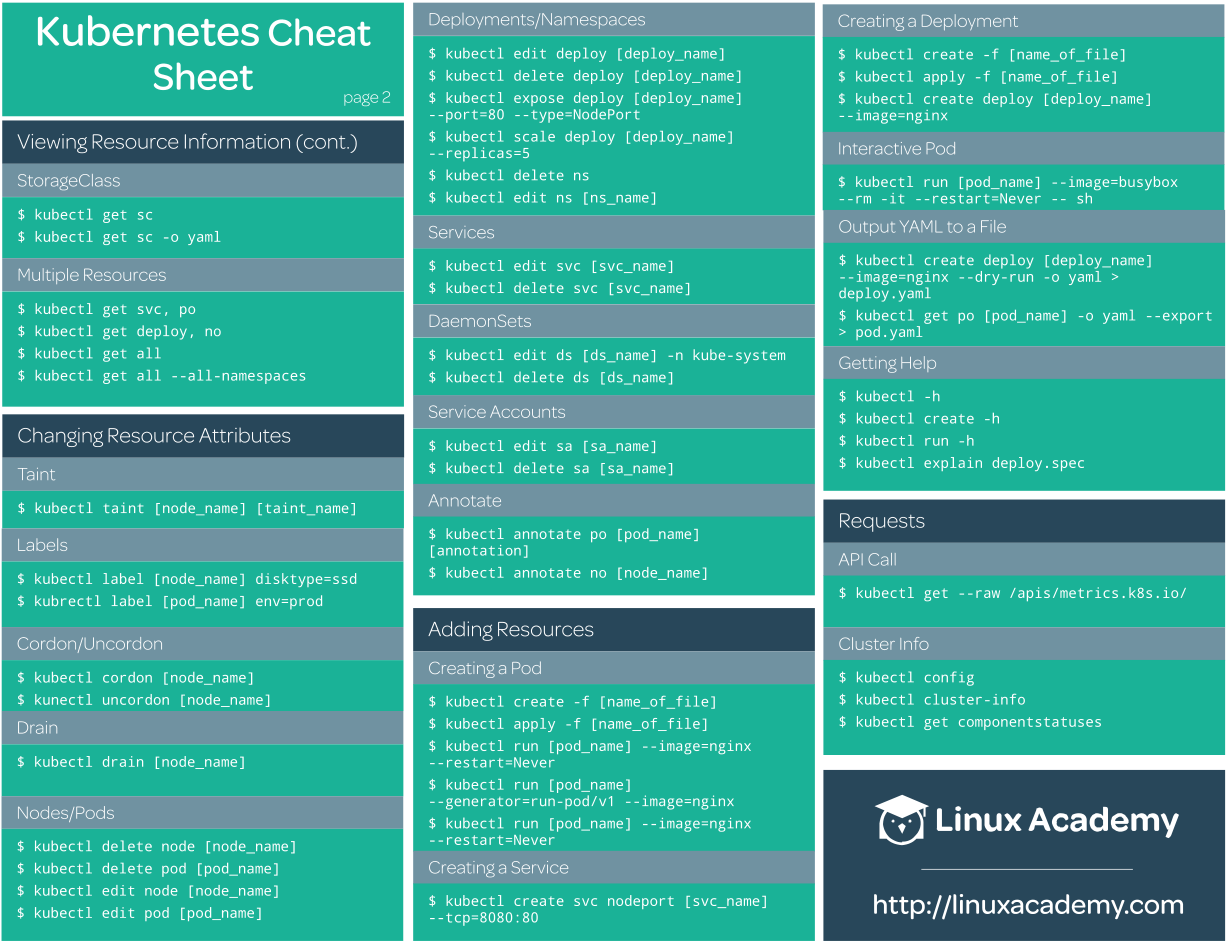 Kubernetes Cheat
Sheet
page 2
Viewing Resource Information (cont.)
StorageClass
$ kubectl get sc
$ kubectl get sc -o yaml
Multiple Resources
$ kubectl get svc, po
$ kubectl get deploy, no
$ kubectl get all
$ kubectl get all --all-namespaces
Changing Resource Attributes
Taint
$ kubectl taint [node_name] [taint_name]
Labels
$ kubectl label [node_name] disktype=ssd
$ kubrectl label [pod_name] env=prod
Cordon/Uncordon
$ kubectl cordon [node_name]
$ kunectl uncordon [node_name]
Drain
$ kubectl drain [node_name]
Nodes/Pods
$ kubectl delete node [node_name]
$ kubectl delete pod [pod_name]
$ kubectl edit node [node_name]
$ kubectl edit pod [pod_name]
Deployments/Namespaces
$ kubectl edit deploy [deploy_name]
$ kubectl delete deploy [deploy_name]
$ kubectl expose deploy [deploy_name]
--port=80 --type=NodePort
$ kubectl scale deploy [deploy_name]
--replicas=5
$ kubectl delete ns
$ kubectl edit ns [ns_name]
Services
$ kubectl edit svc [svc_name]
$ kubectl delete svc [svc_name]
DaemonSets
$ kubectl edit ds [ds_name] -n kube-system
$ kubectl delete ds [ds_name]
Service Accounts
$ kubectl edit sa [sa_name]
$ kubectl delete sa [sa_name]
Annotate
$ kubectl annotate po [pod_name]
[annotation]
$ kubectl annotate no [node_name]
Adding Resources
Creating a Pod
$ kubectl create -f [name_of_file]
$ kubectl apply -f [name_of_file]
$ kubectl run [pod_name] --image=nginx
--restart=Never
$ kubectl run [pod_name]
--generator=run-pod/v1 --image=nginx
$ kubectl run [pod_name] --image=nginx
--restart=Never
Creating a Service
$ kubectl create svc nodeport [svc_name]
--tcp=8080:80
Creating a Deployment
$ kubectl create -f [name_of_file]
$ kubectl apply -f [name_of_file]
$ kubectl create deploy [deploy_name]
--image=nginx
Interactive Pod
$ kubectl run [pod_name] --image=busybox
--rm -it --restart=Never -- sh
Output YAML to a File
$ kubectl create deploy [deploy_name]
--image=nginx --dry-run -o yaml >
deploy.yaml
$ kubectl get po [pod_name] -o yaml --export
> pod.yaml
Getting Help
$ kubectl -h
$ kubectl create -h
$ kubectl run -h
$ kubectl explain deploy.spec
Requests
API Call
$ kubectl get --raw /apis/metrics.k8s.io/
Cluster Info
$ kubectl config
$ kubectl cluster-info
$ kubectl get componentstatuses
Linux Academy
http://linuxacademy.com